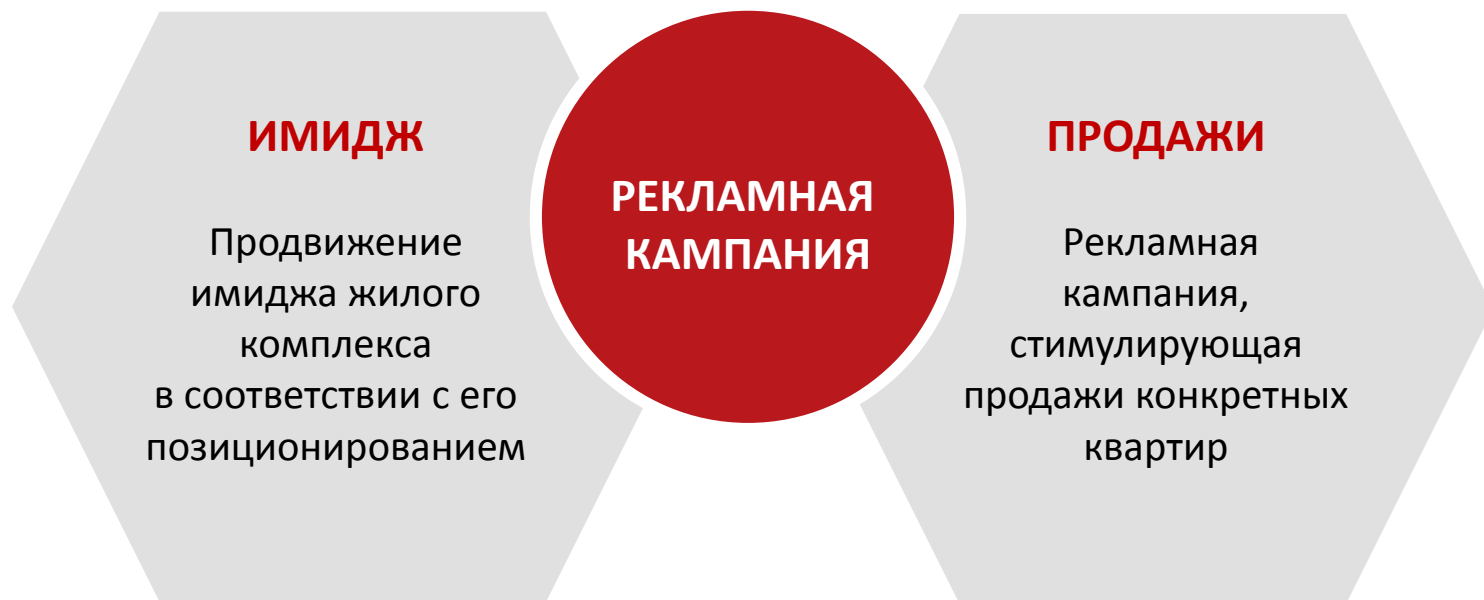 ИМИДЖ
Продвижение
имиджа жилого
комплекса
в соответствии с его
позиционированием
РЕКЛАМНАЯ
КАМПАНИЯ
ПРОДАЖИ
Рекламная
кампания,
стимулирующая
продажи конкретных
квартир